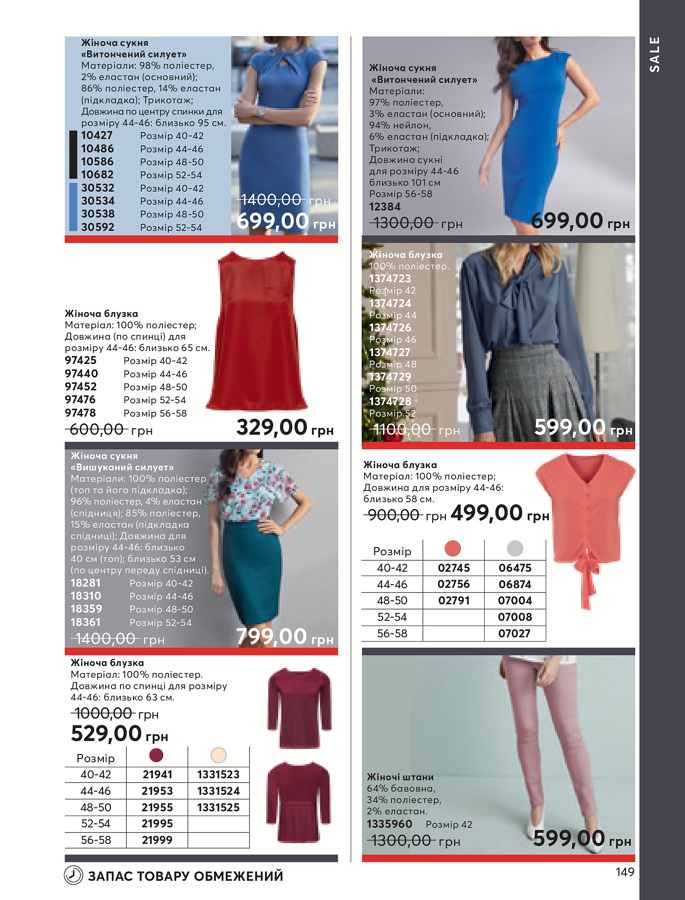 SALE
Жіноча сукня
«Витончений силует»
Матеріали: 98% поліестер,
2% еластан (основний);
86% поліестер, 14% еластан
(підкладка); Трикотаж;
Довжина по центру спинки для
розміру 44-46: близько 95 см.
10427 Розмір 40-42
10486 Розмір 44-46
10586 Розмір 48-50
10682 Розмір 52-54
30532 Розмір 40-42
30534 Розмір 44-46
30538 Розмір 48-50
30592 Розмір 52-54
1400,00 грн
699,00 грн
Жіноча сукня
«Витончений силует»
Матеріали:
97% поліестер,
3% еластан (основний);
94% нейлон,
6% еластан (підкладка);
Трикотаж;
Довжина сукні
для розміру 44-46
близько 101 см
Розмір 56-58
12384
1300,00 грн
699,00 грн
Жіноча блузка
Матеріал: 100% поліестер;
Довжина (по спинці) для
розміру 44-46: близько 65 см.
97425 Розмір 40-42
97440 Розмір 44-46
97452 Розмір 48-50
97476 Розмір 52-54
97478 Розмір 56-58
600,00 грн
329,00 грн
Жіноча блузка
100% поліестер.
1374723
Розмір 42
1374724
Розмір 44
1374726
Розмір 46
1374727
Розмір 48
1374729
Розмір 50
1374728
Розмір 52
1100,00 грн
599,00 грн
Жіноча сукня
«Вишуканий силует»
Матеріали: 100% поліестер
(топ та його підкладка);
96% поліестер, 4% еластан
(спідниця); 85% поліестер,
15% еластан (підкладка
спідниці); Довжина для
розміру 44-46: близько
40 см (топ); близько 53 см
(по центру переду спідниці).
18281 Розмір 40-42
18310 Розмір 44-46
18359 Розмір 48-50
18361 Розмір 52-54
1400,00 грн
799,00 грн
Жіноча блузка
Матеріал: 100% поліестер;
Довжина для розміру 44-46:
близько 58 см.
900,00 грн 499,00 грн
Розмір
40-42 02745 06475
44-46 02756 06874
48-50 02791 07004
52-54 07008
56-58 07027
Жіноча блузка
Матеріал: 100% поліестер.
Довжина по спинці для розміру
44-46: близько 63 см.
1000,00 грн
529,00 грн
Розмір
40-42 21941 1331523
44-46 21953 1331524
48-50 21955 1331525
52-54 21995
56-58 21999
Жіночі штани
64% бавовна,
34% поліестер,
2% еластан.
1335960 Розмір 42
1300,00 грн
599,00 грн
ЗАПАС ТОВАРУ ОБМЕЖЕНИЙ
149